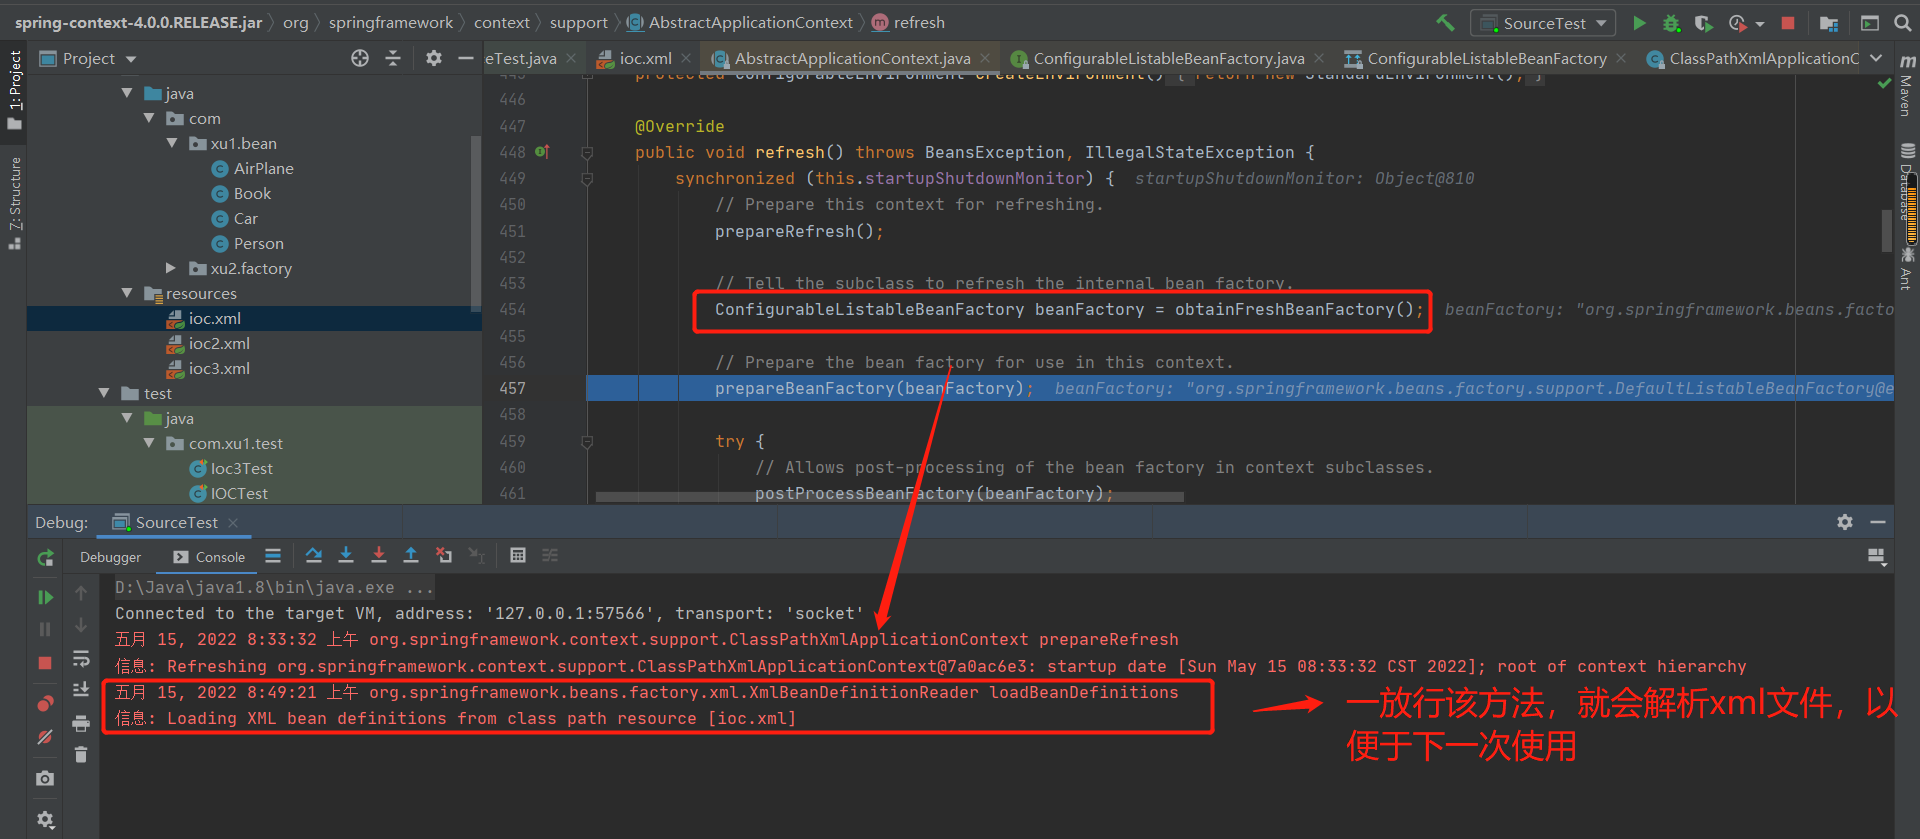 spring-context-4.0.0.RELEASE.jar org springframework context support AbstractApplicationContext refresh
SourceTest
Project
eTest.java ioc.xml AbstractApplicationContext.java ConfigurableListableBeanFactory.java ConfigurableListableBeanFactory ClassPathXmlApplicationC
1: Project
7: Structure
Maven
Database
Ant
java
com
xu1.bean
AirPlane
Book
Car
Person
xu2.factory
resources
ioc.xml
ioc2.xml
ioc3.xml
test
java
com.xu1.test
Ioc3Test
IOCTest
445 protected ConfigurableEnvironment createEnvironment() { return new StandardEnvironment(); }
446
447 @Override
448 public void refresh() throws BeansException, IllegalStateException {
449 synchronized (this.startupShutdownMonitor) { startupShutdownMonitor: Object@810
450 // Prepare this context for refreshing.
451 prepareRefresh();
452
453 // Tell the subclass to refresh the internal bean factory.
454 ConfigurableListableBeanFactory beanFactory = obtainFreshBeanFactory(); beanFactory: "org.springframework.beans.facto
455
456 // Prepare the bean factory for use in this context.
457 prepareBeanFactory(beanFactory); beanFactory: "org.springframework.beans.factory.support.DefaultListableBeanFactory@e
458
459 try {
460 // Allows post-processing of the bean factory in context subclasses.
461 postProcessBeanFactory(beanFactory);
Debug: SourceTest
Debugger Console
D:\Java\java1.8\bin\java.exe ...
Connected to the target VM, address: '127.0.0.1:57566', transport: 'socket'
五月 15, 2022 8:33:32 上午 org.springframework.context.support.ClassPathXmlApplicationContext prepareRefresh
信息: Refreshing org.springframework.context.support.ClassPathXmlApplicationContext@7a0ac6e3: startup date [Sun May 15 08:33:32 CST 2022]; root of context hierarchy
五月 15, 2022 8:49:21 上午 org.springframework.beans.factory.xml.XmlBeanDefinitionReader loadBeanDefinitions
信息: Loading XML bean definitions from class path resource [ioc.xml]
一放行该方法，就会解析xml文件，以
便于下一次使用